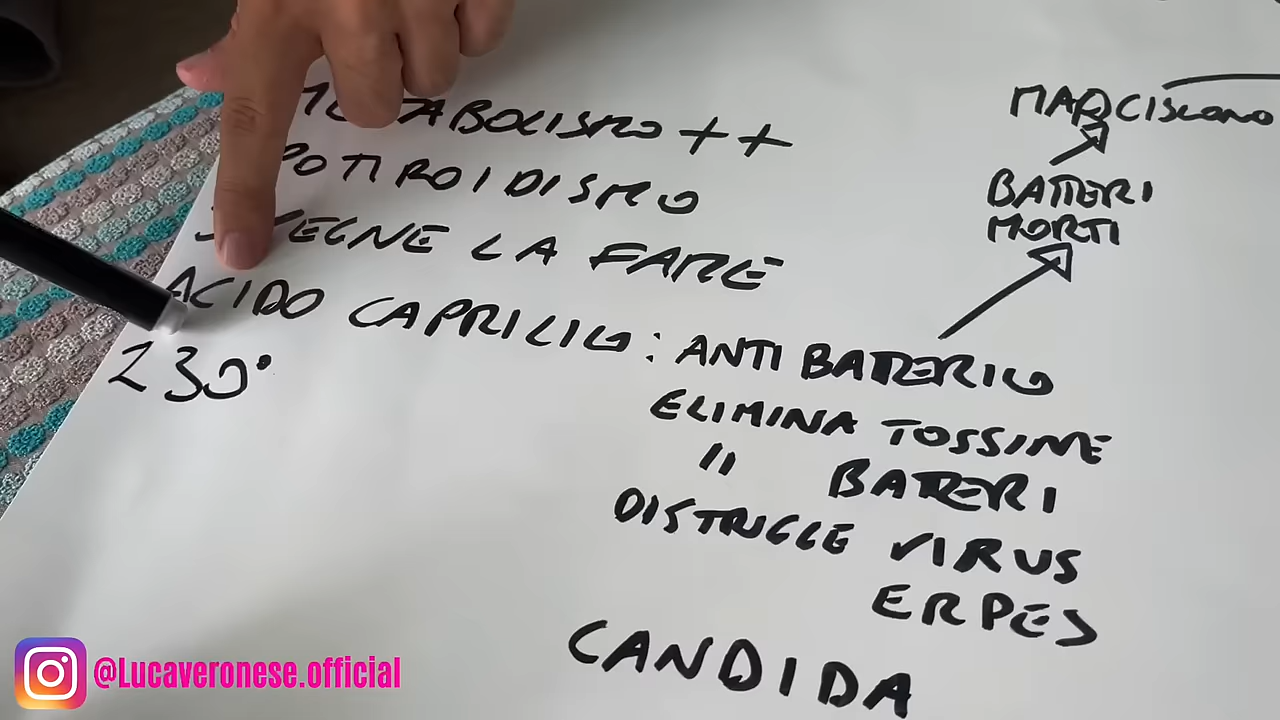 METABOLISMO ++
IPOTIROIDISMO
SPEGNE LA FAME
ACIDO CAPRILICO: ANTIBATTERICO
230°
ELIMINA TOSSINE
" BATTERI
DISTRUGGE VIRUS
ERPES
CANDIDA
MARCISCONO
BATTERI
MORTI
@Lucaveronese.official